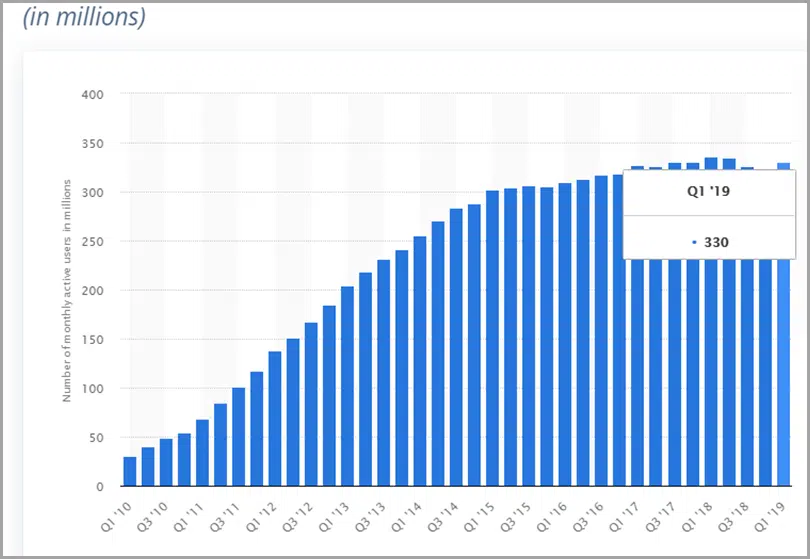 (in millions)
400
350
300
250
200
150
100
50
0
Number of monthly active users in millions
Q1 '19
• 330
Q1 '10
Q3 '10
Q1 '11
Q3 '11
Q1 '12
Q3 '12
Q1 '13
Q3 '13
Q1 '14
Q3 '14
Q1 '15
Q3 '15
Q1 '16
Q3 '16
Q1 '17
Q3 '17
Q1 '18
Q3 '18
Q1 '19